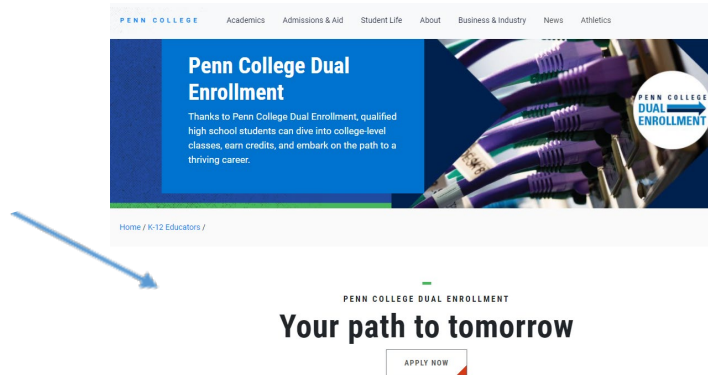 PENN COLLEGE Academics Admissions & Aid Student Life About Business & Industry News Athletics
Penn College Dual
Enrollment
Thanks to Penn College Dual Enrollment, qualified
high school students can dive into college-level
classes, earn credits, and embark on the path to a
thriving career.
PENN COLLEGE
DUAL
ENROLLMENT
Home / K-12 Educators /
PENN COLLEGE DUAL ENROLLMENT
Your path to tomorrow
APPLY NOW